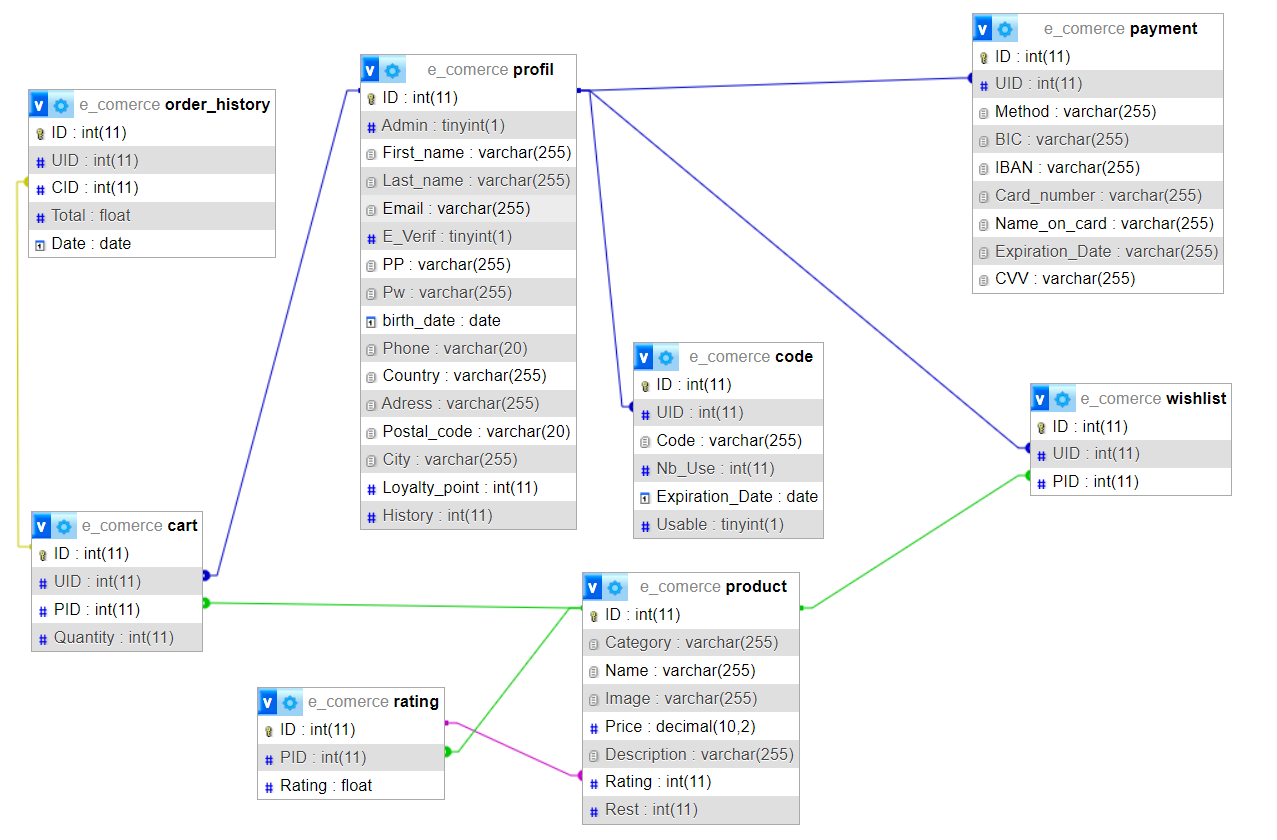 v e_comerce order_history
ID : int(11)
# UID : int(11)
# CID : int(11)
# Total : float
Date : date
v e_comerce profil
ID : int(11)
# Admin : tinyint(1)
First_name : varchar(255)
Last_name : varchar(255)
Email : varchar(255)
# E_Verif : tinyint(1)
PP : varchar(255)
Pw : varchar(255)
birth_date : date
Phone : varchar(20)
Country : varchar(255)
Adress : varchar(255)
Postal_code : varchar(20)
City : varchar(255)
# Loyalty_point : int(11)
# History : int(11)
v e_comerce payment
ID : int(11)
# UID : int(11)
Method : varchar(255)
BIC : varchar(255)
IBAN : varchar(255)
Card_number : varchar(255)
Name_on_card : varchar(255)
Expiration_Date : varchar(255)
CVV : varchar(255)
v e_comerce code
ID : int(11)
# UID : int(11)
Code : varchar(255)
# Nb_Use : int(11)
Expiration_Date : date
# Usable : tinyint(1)
v e_comerce wishlist
ID : int(11)
# UID : int(11)
# PID : int(11)
v e_comerce cart
ID : int(11)
# UID : int(11)
# PID : int(11)
# Quantity : int(11)
v e_comerce product
ID : int(11)
Category : varchar(255)
Name : varchar(255)
Image : varchar(255)
# Price : decimal(10,2)
Description : varchar(255)
# Rating : int(11)
# Rest : int(11)
v e_comerce rating
ID : int(11)
# PID : int(11)
# Rating : float